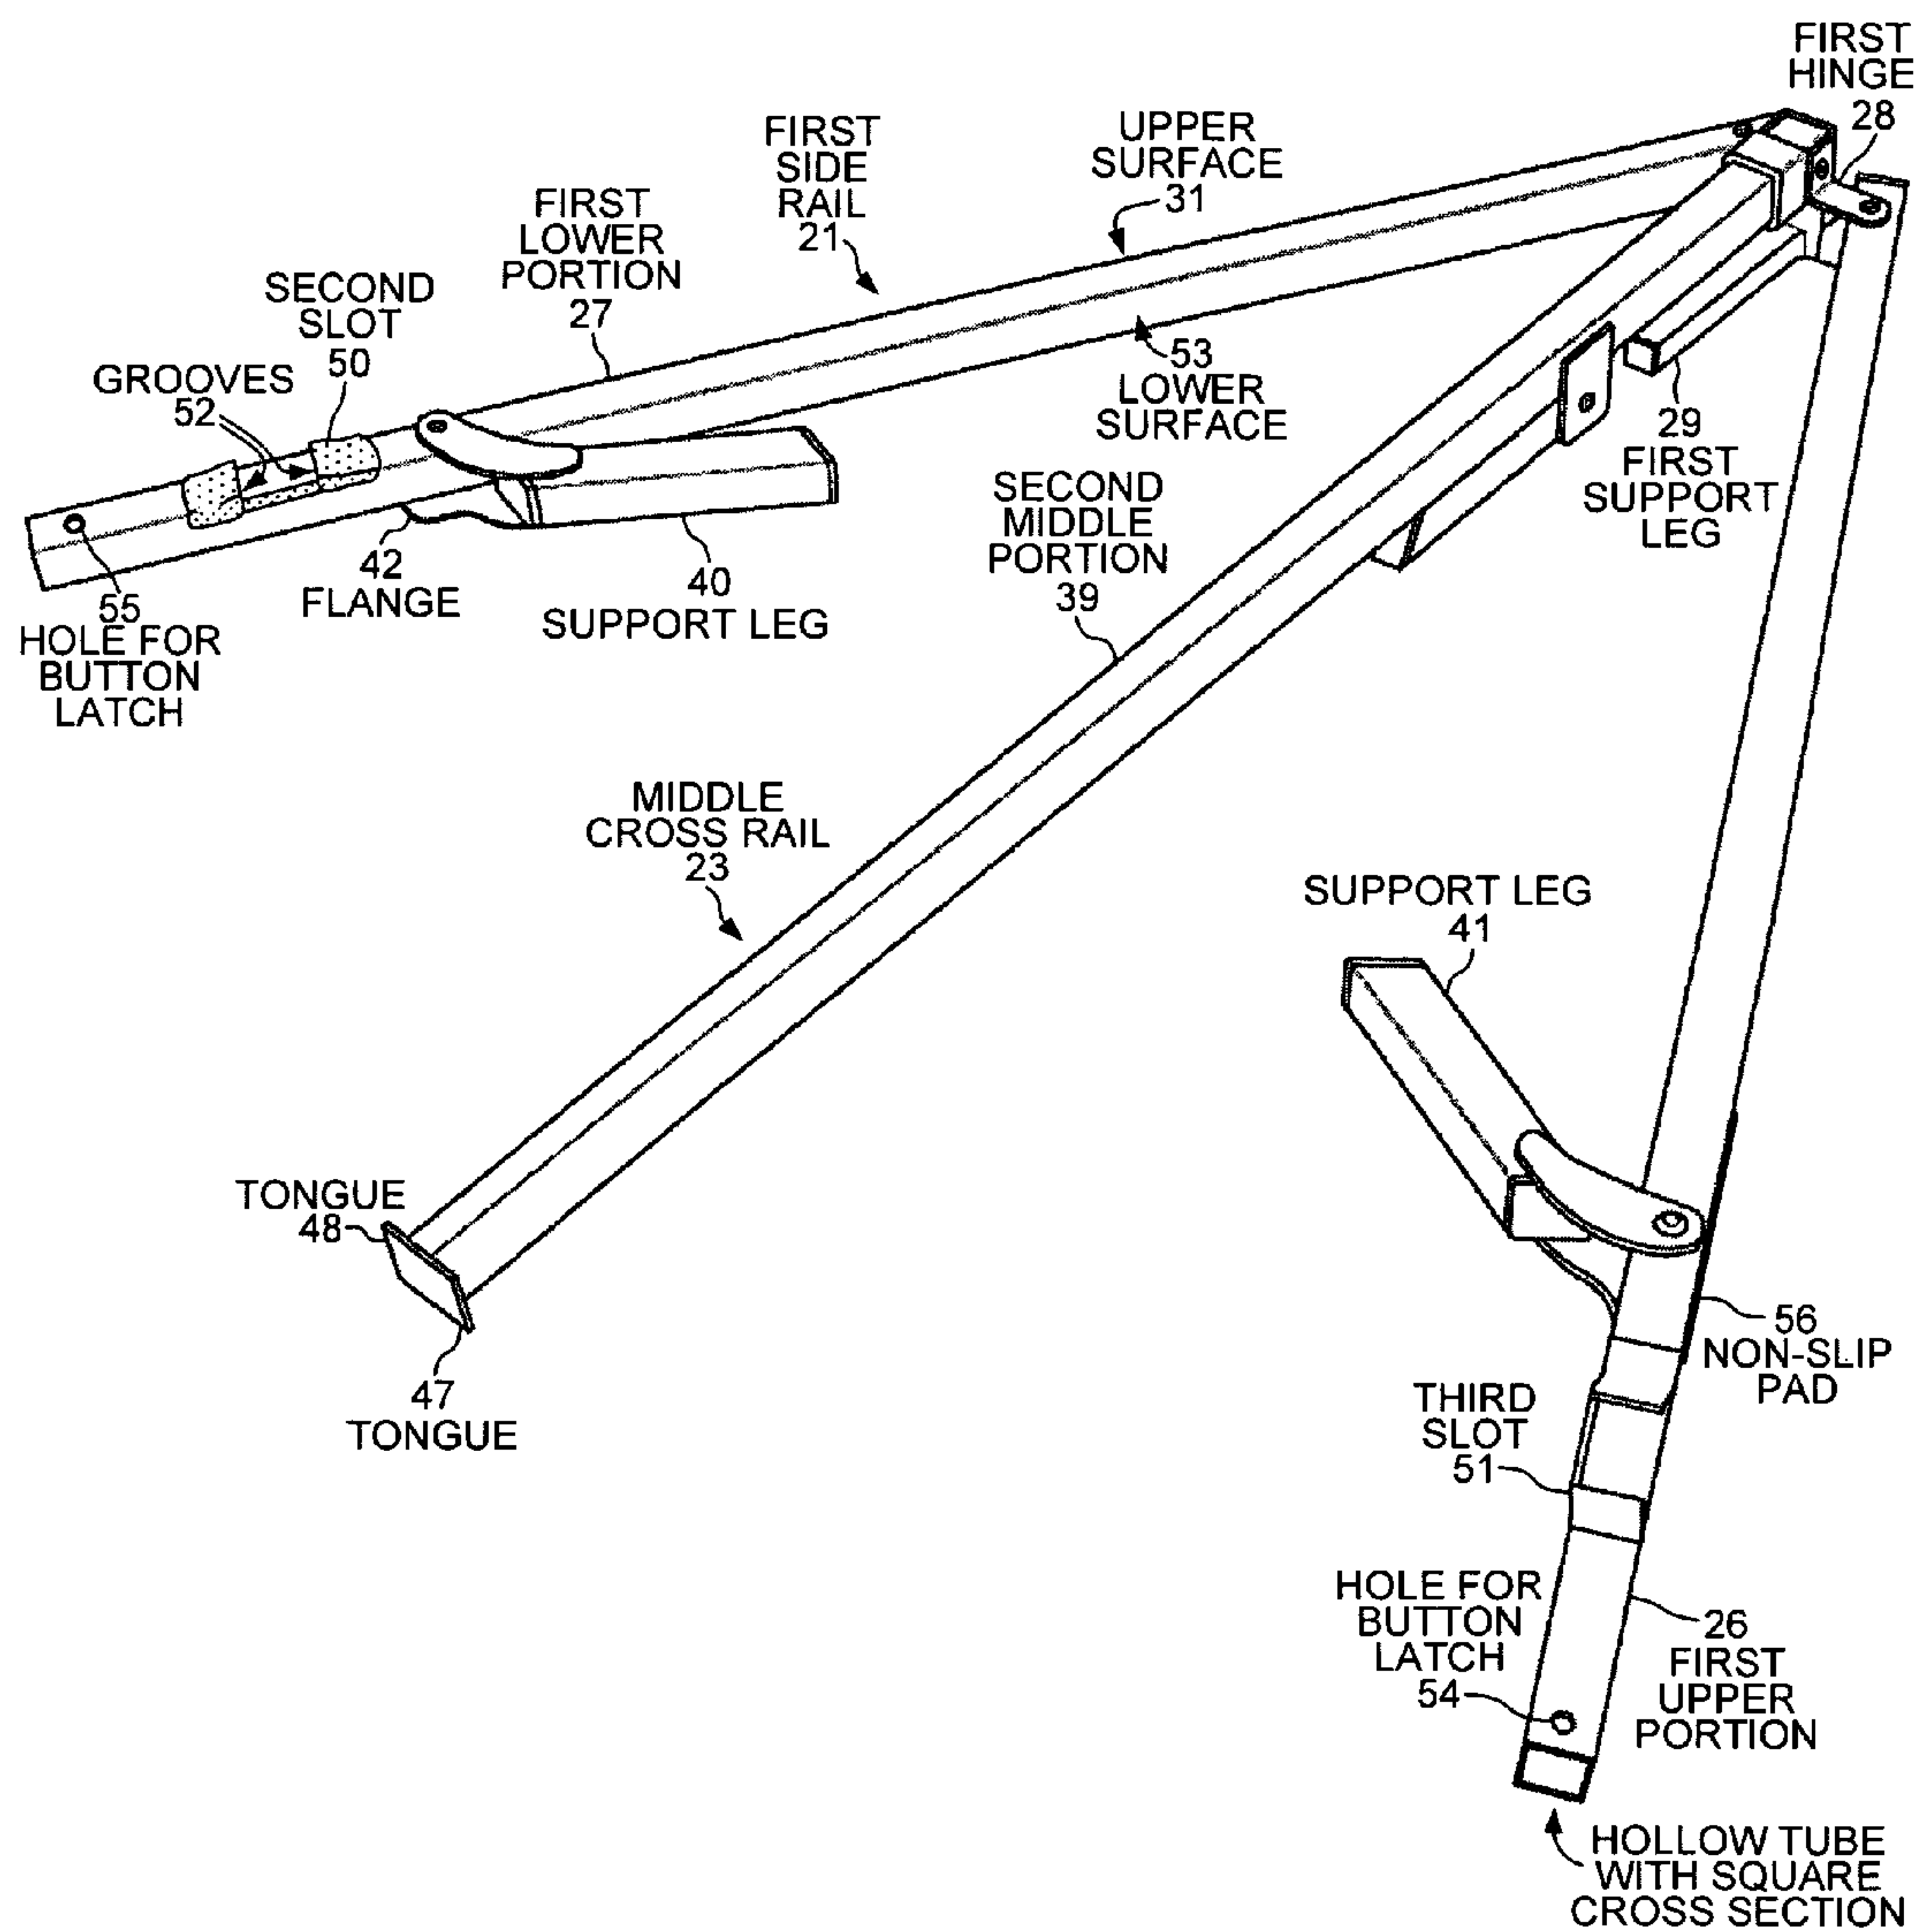 FIRST
HINGE
28
FIRST
SIDE
RAIL
21
UPPER
SURFACE
31
FIRST
LOWER
PORTION
27
SECOND
SLOT
50
GROOVES
52
53
LOWER
SURFACE
29
FIRST
SUPPORT
LEG
SECOND
MIDDLE
PORTION
39
42
FLANGE
40
SUPPORT LEG
55
HOLE FOR
BUTTON
LATCH
MIDDLE
CROSS RAIL
23
SUPPORT LEG
41
TONGUE
48
47
TONGUE
56
NON-SLIP
PAD
THIRD
SLOT
51
HOLE FOR
BUTTON
LATCH
54
26
FIRST
UPPER
PORTION
HOLLOW TUBE
WITH SQUARE
CROSS SECTION